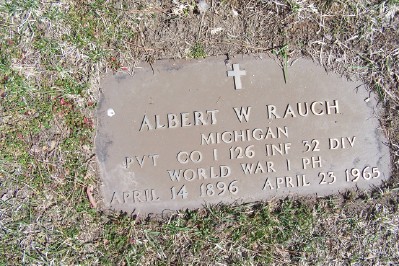 ALBERT W RAUCH
MICHIGAN
PVT CO I 126 INF 32 DIV
WORLD WAR I PH
APRIL 14 1896 APRIL 23 1965